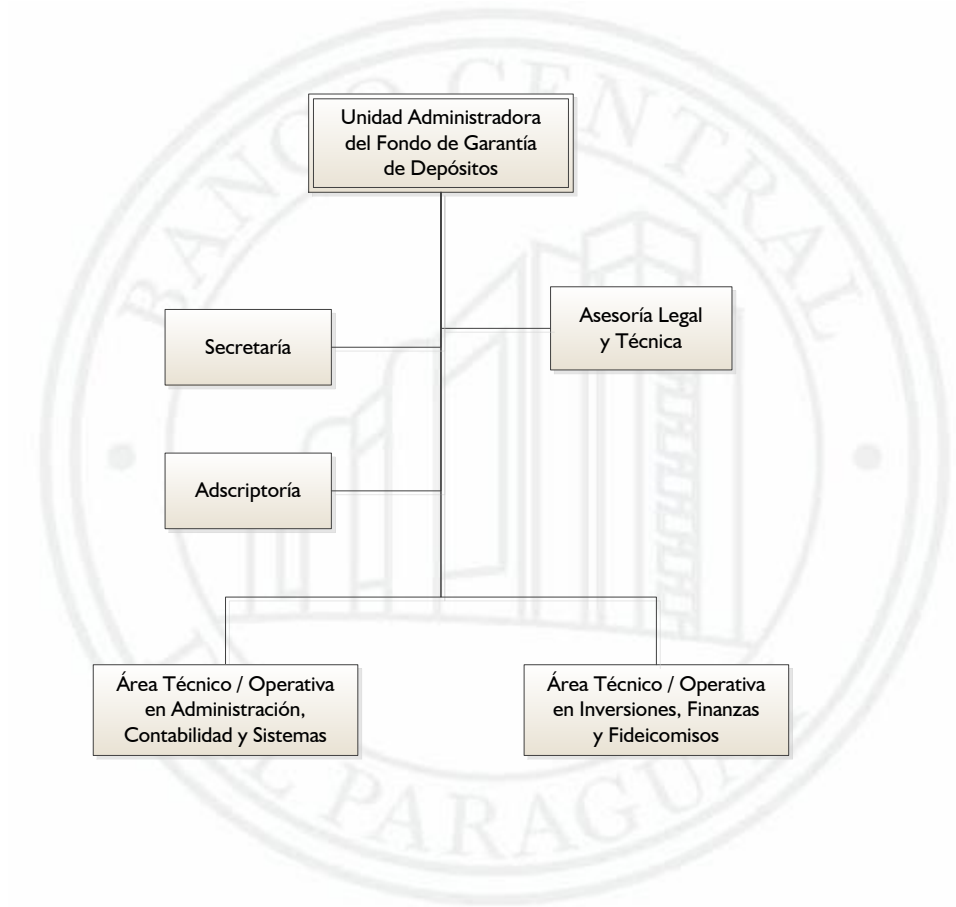 BANCO CENTRAL
DEL PARAGUAY
Unidad Administradora
del Fondo de Garantía
de Depósitos
Asesoría Legal
y Técnica
Secretaría
Adscriptoría
Área Técnico / Operativa
en Administración,
Contabilidad y Sistemas
Área Técnico / Operativa
en Inversiones, Finanzas
y Fideicomisos